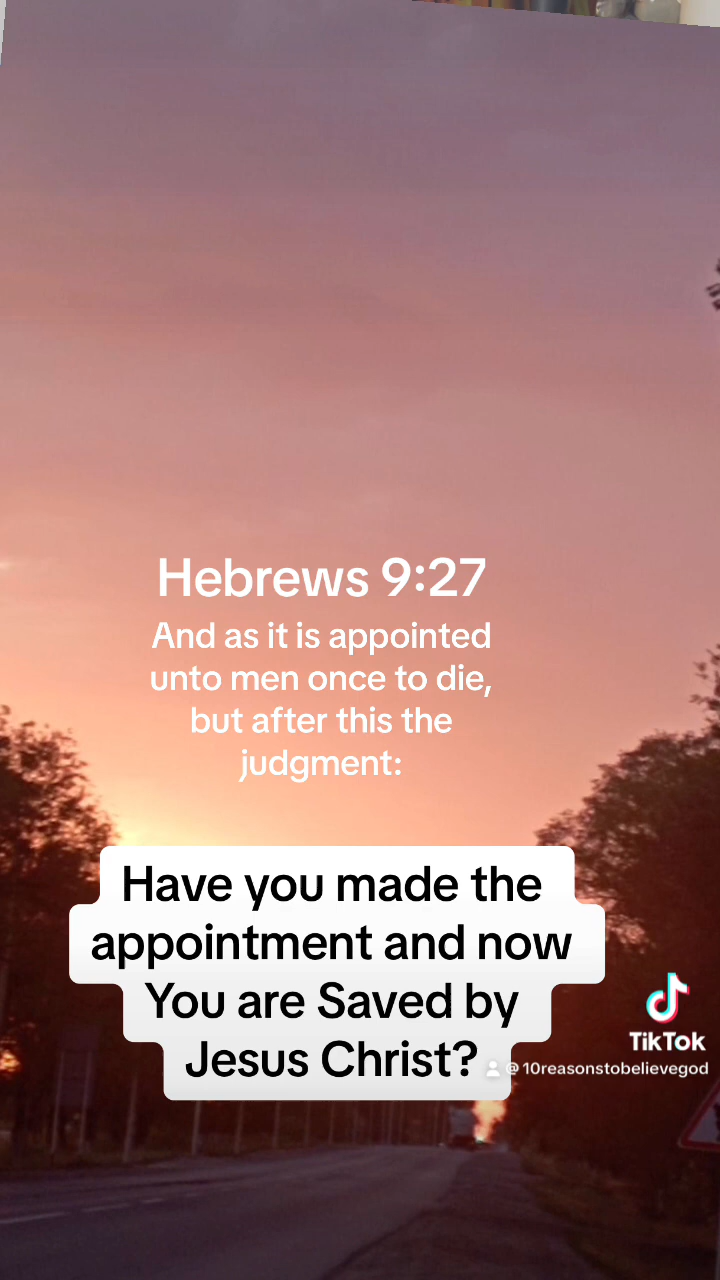 Hebrews 9:27
And as it is appointed
unto men once to die,
but after this the
judgment:
Have you made the
appointment and now
You are Saved by
Jesus Christ?
TikTok
@ 10reasonstobelievegod